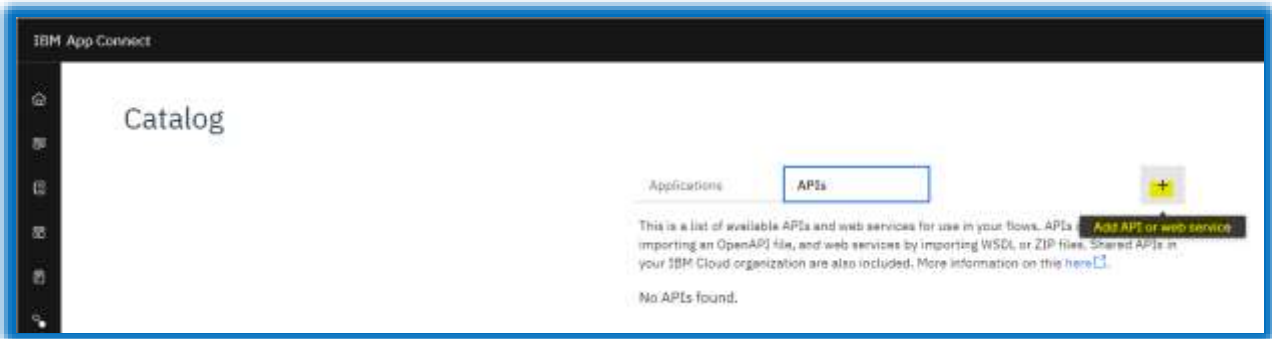 IBM App Connect
Catalog
Applications
APIs
+
Add API or web service
This is a list of available APIs and web services for use in your flows. APIs
importing an OpenAPI file, and web services by importing WSDL or ZIP files. Shared APIs in
your IBM Cloud organization are also included. More information on this here.
No APIs found.